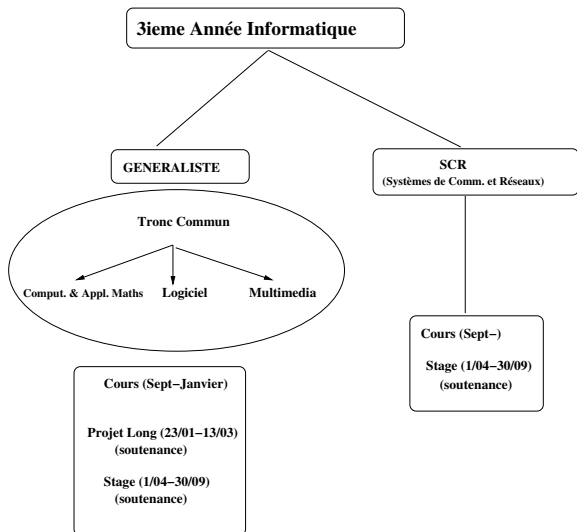 3ieme Année Informatique
GENERALISTE
SCR
(Systèmes de Comm. et Réseaux)
Tronc Commun
Comput. & Appl. Maths
Logiciel
Multimedia
Cours (Sept-)
Stage (1/04-30/09)
(soutenance)
Cours (Sept-Janvier)
Projet Long (23/01-13/03)
(soutenance)
Stage (1/04-30/09)
(soutenance)